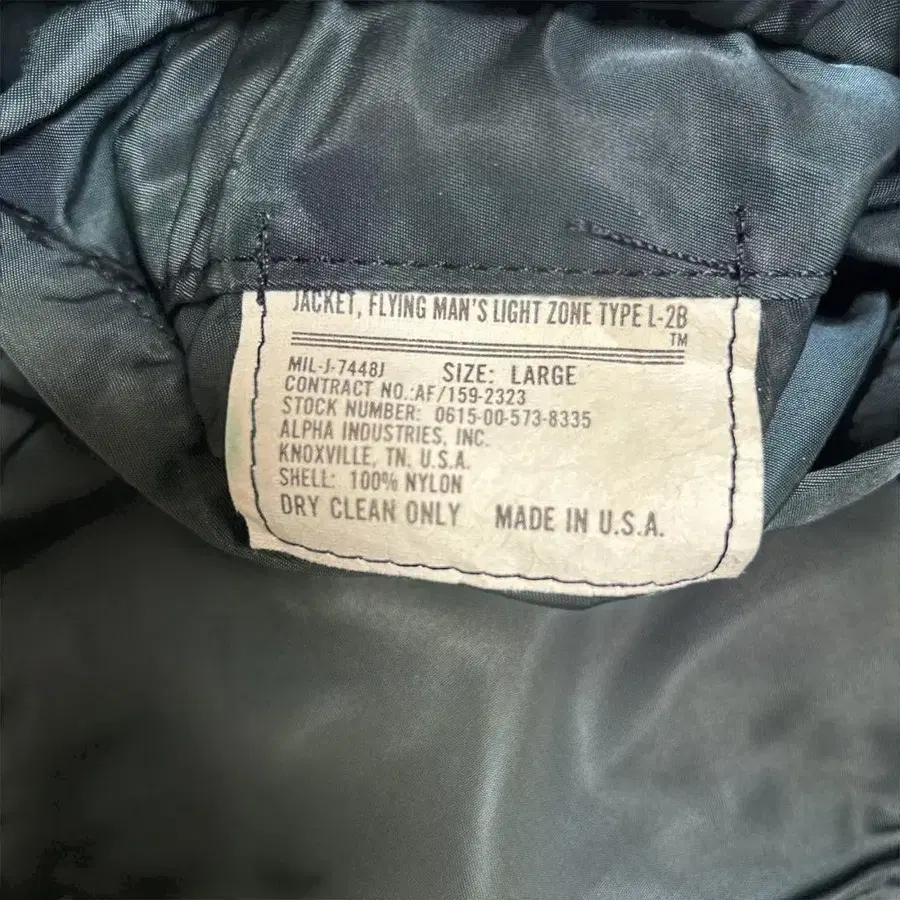 JACKET, FLYING MAN'S LIGHT ZONE TYPE L-2B
TM
MIL-J-7448J SIZE: LARGE
CONTRACT NO.:AF/159-2323
STOCK NUMBER: 0615-00-573-8335
ALPHA INDUSTRIES, INC.
KNOXVILLE, TN. U.S.A.
SHELL: 100% NYLON
DRY CLEAN ONLY MADE IN U.S.A.